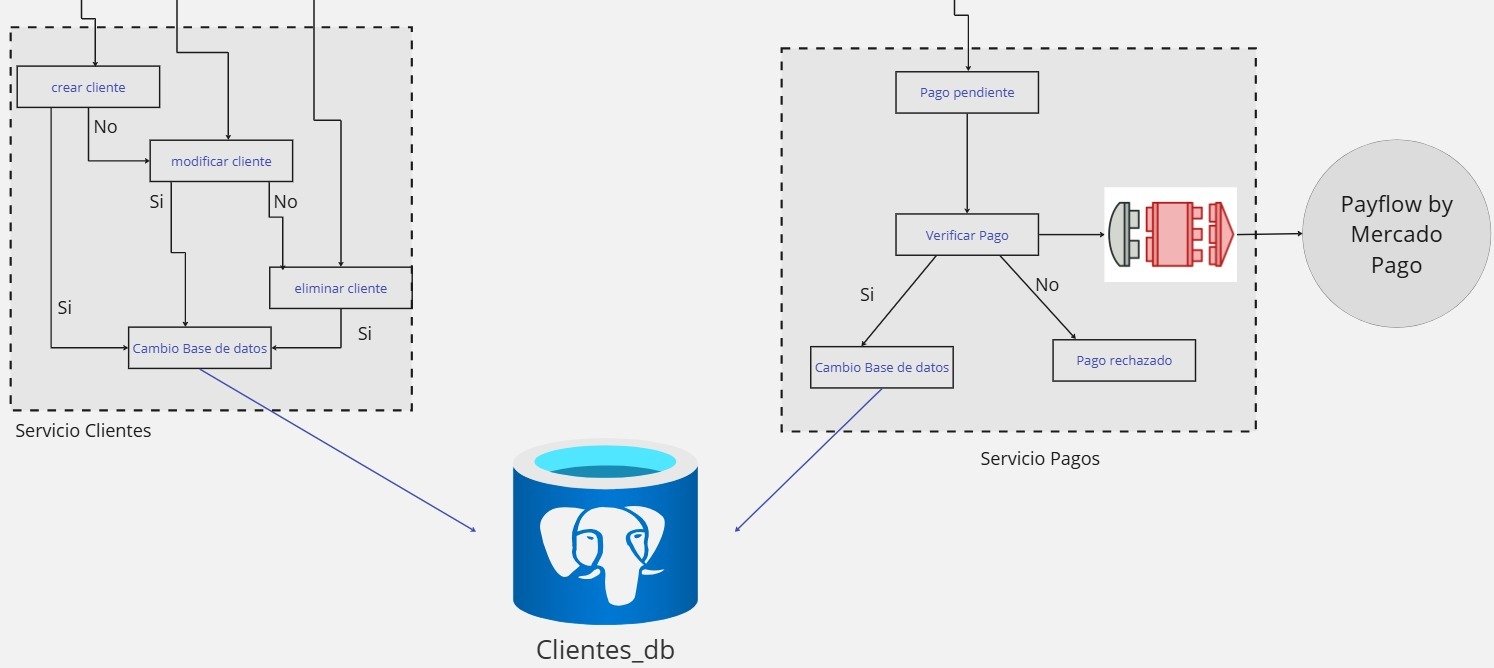 crear cliente
No
modificar cliente
Si
No
eliminar cliente
Si
Si
Cambio Base de datos
Servicio Clientes
Pago pendiente
Verificar Pago
Si
No
Cambio Base de datos
Pago rechazado
Servicio Pagos
Payflow by
Mercado
Pago
Clientes_db